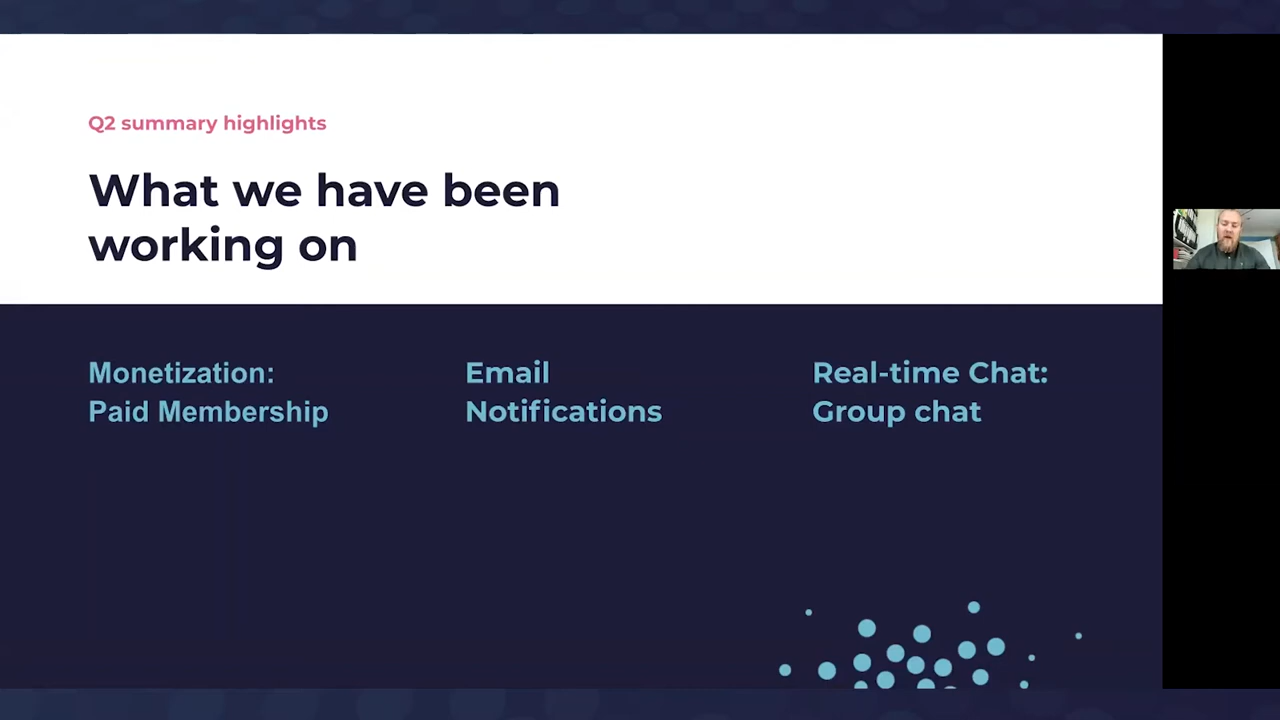 Q2 summary highlights
What we have been
working on
Monetization:
Paid Membership
Email
Notifications
Real-time Chat:
Group chat